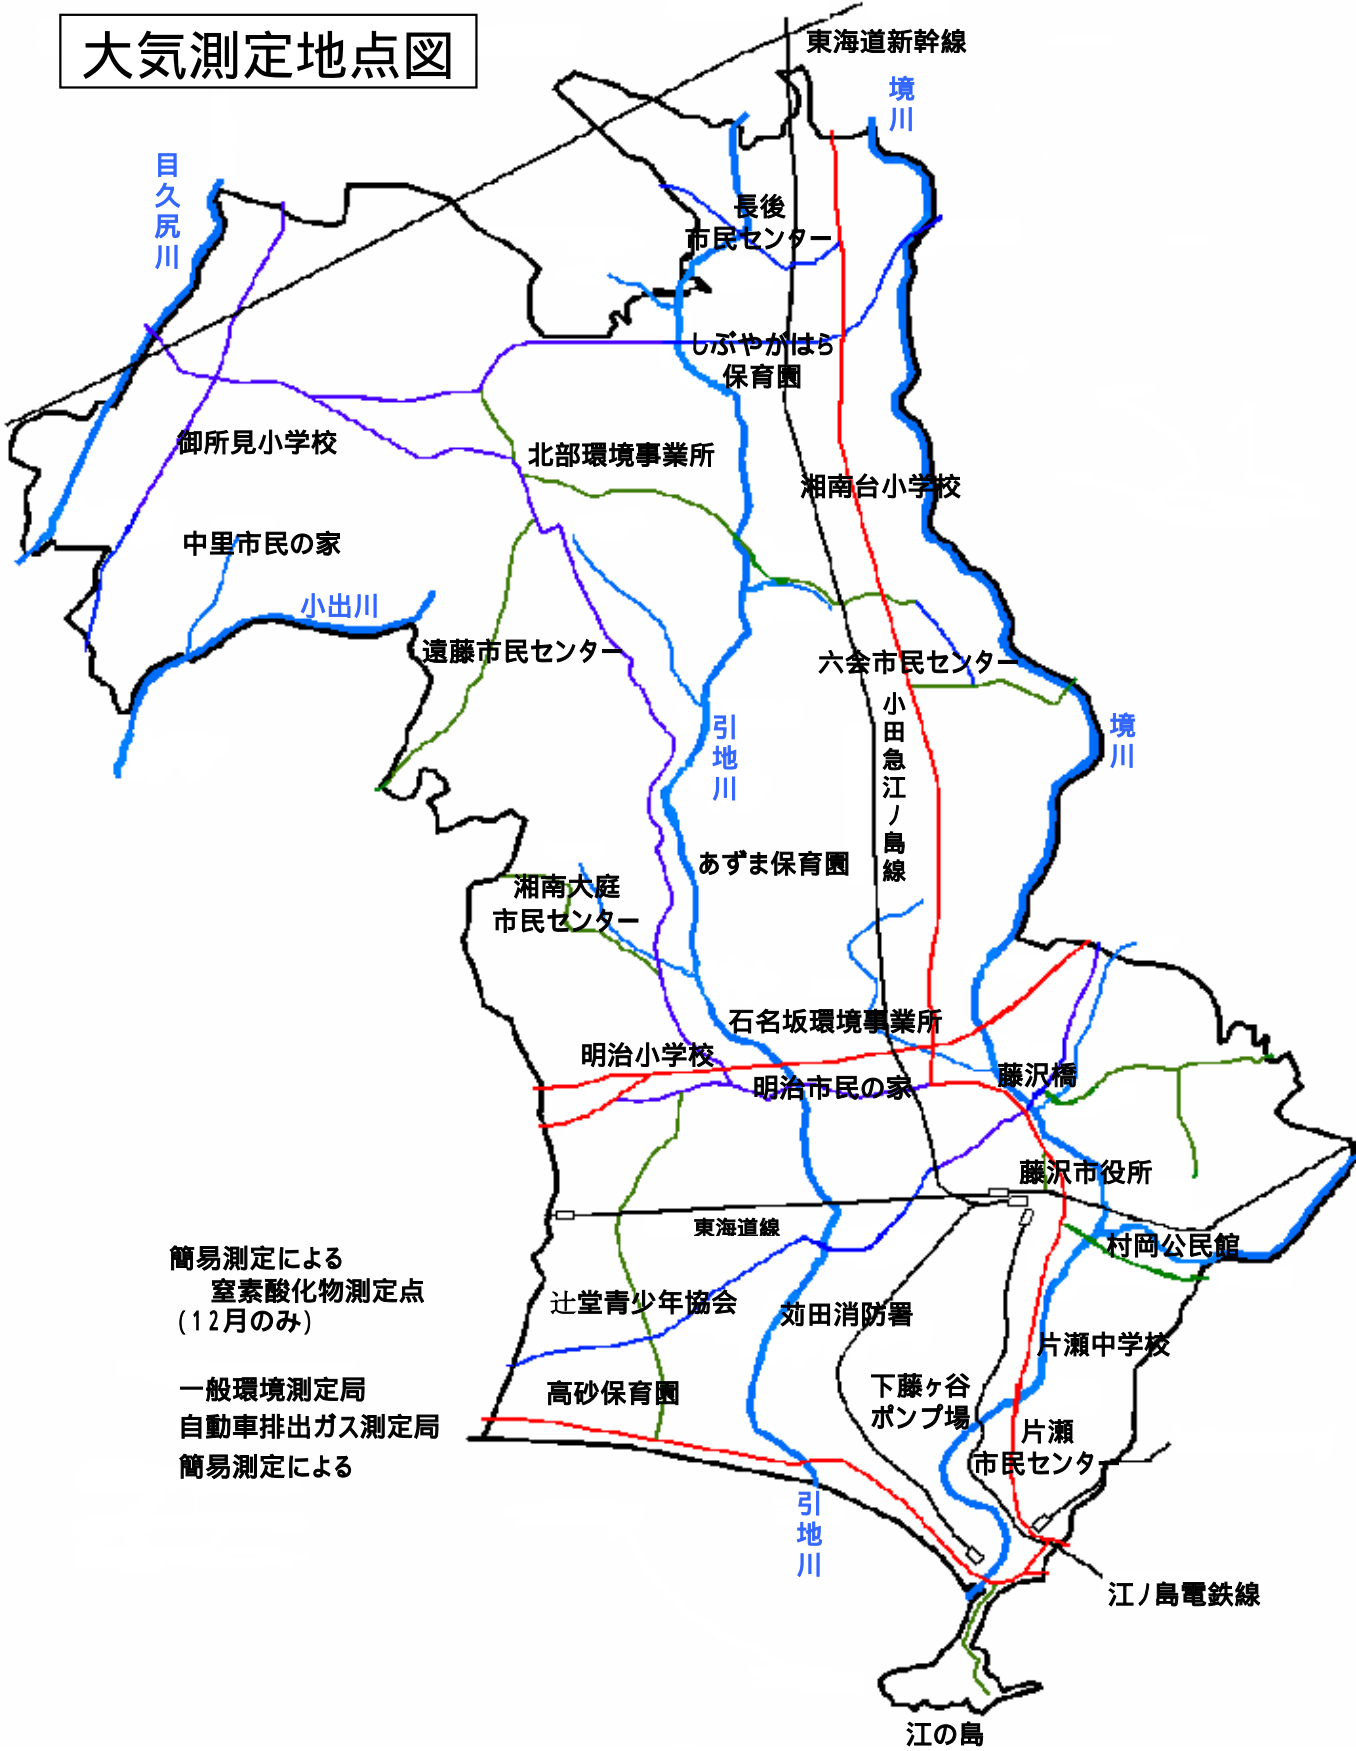 大気測定地点図
東海道新幹線
境川
目久尻川
長後
市民センター
しぶやがはら
保育園
御所見小学校
北部環境事業所
湘南台小学校
中里市民の家
小出川
遠藤市民センター
六会市民センター
小田急江ノ島線
引地川
境川
あずま保育園
湘南大庭
市民センター
石名坂環境事業所
明治小学校
明治市民の家
藤沢橋
藤沢市役所
東海道線
村岡公民館
簡易測定による
窒素酸化物測定点
(12月のみ)
辻堂青少年協会
苅田消防署
片瀬中学校
一般環境測定局
自動車排出ガス測定局
簡易測定による
高砂保育園
下藤ヶ谷
ポンプ場
片瀬
市民センター
引地川
江ノ島電鉄線
江の島